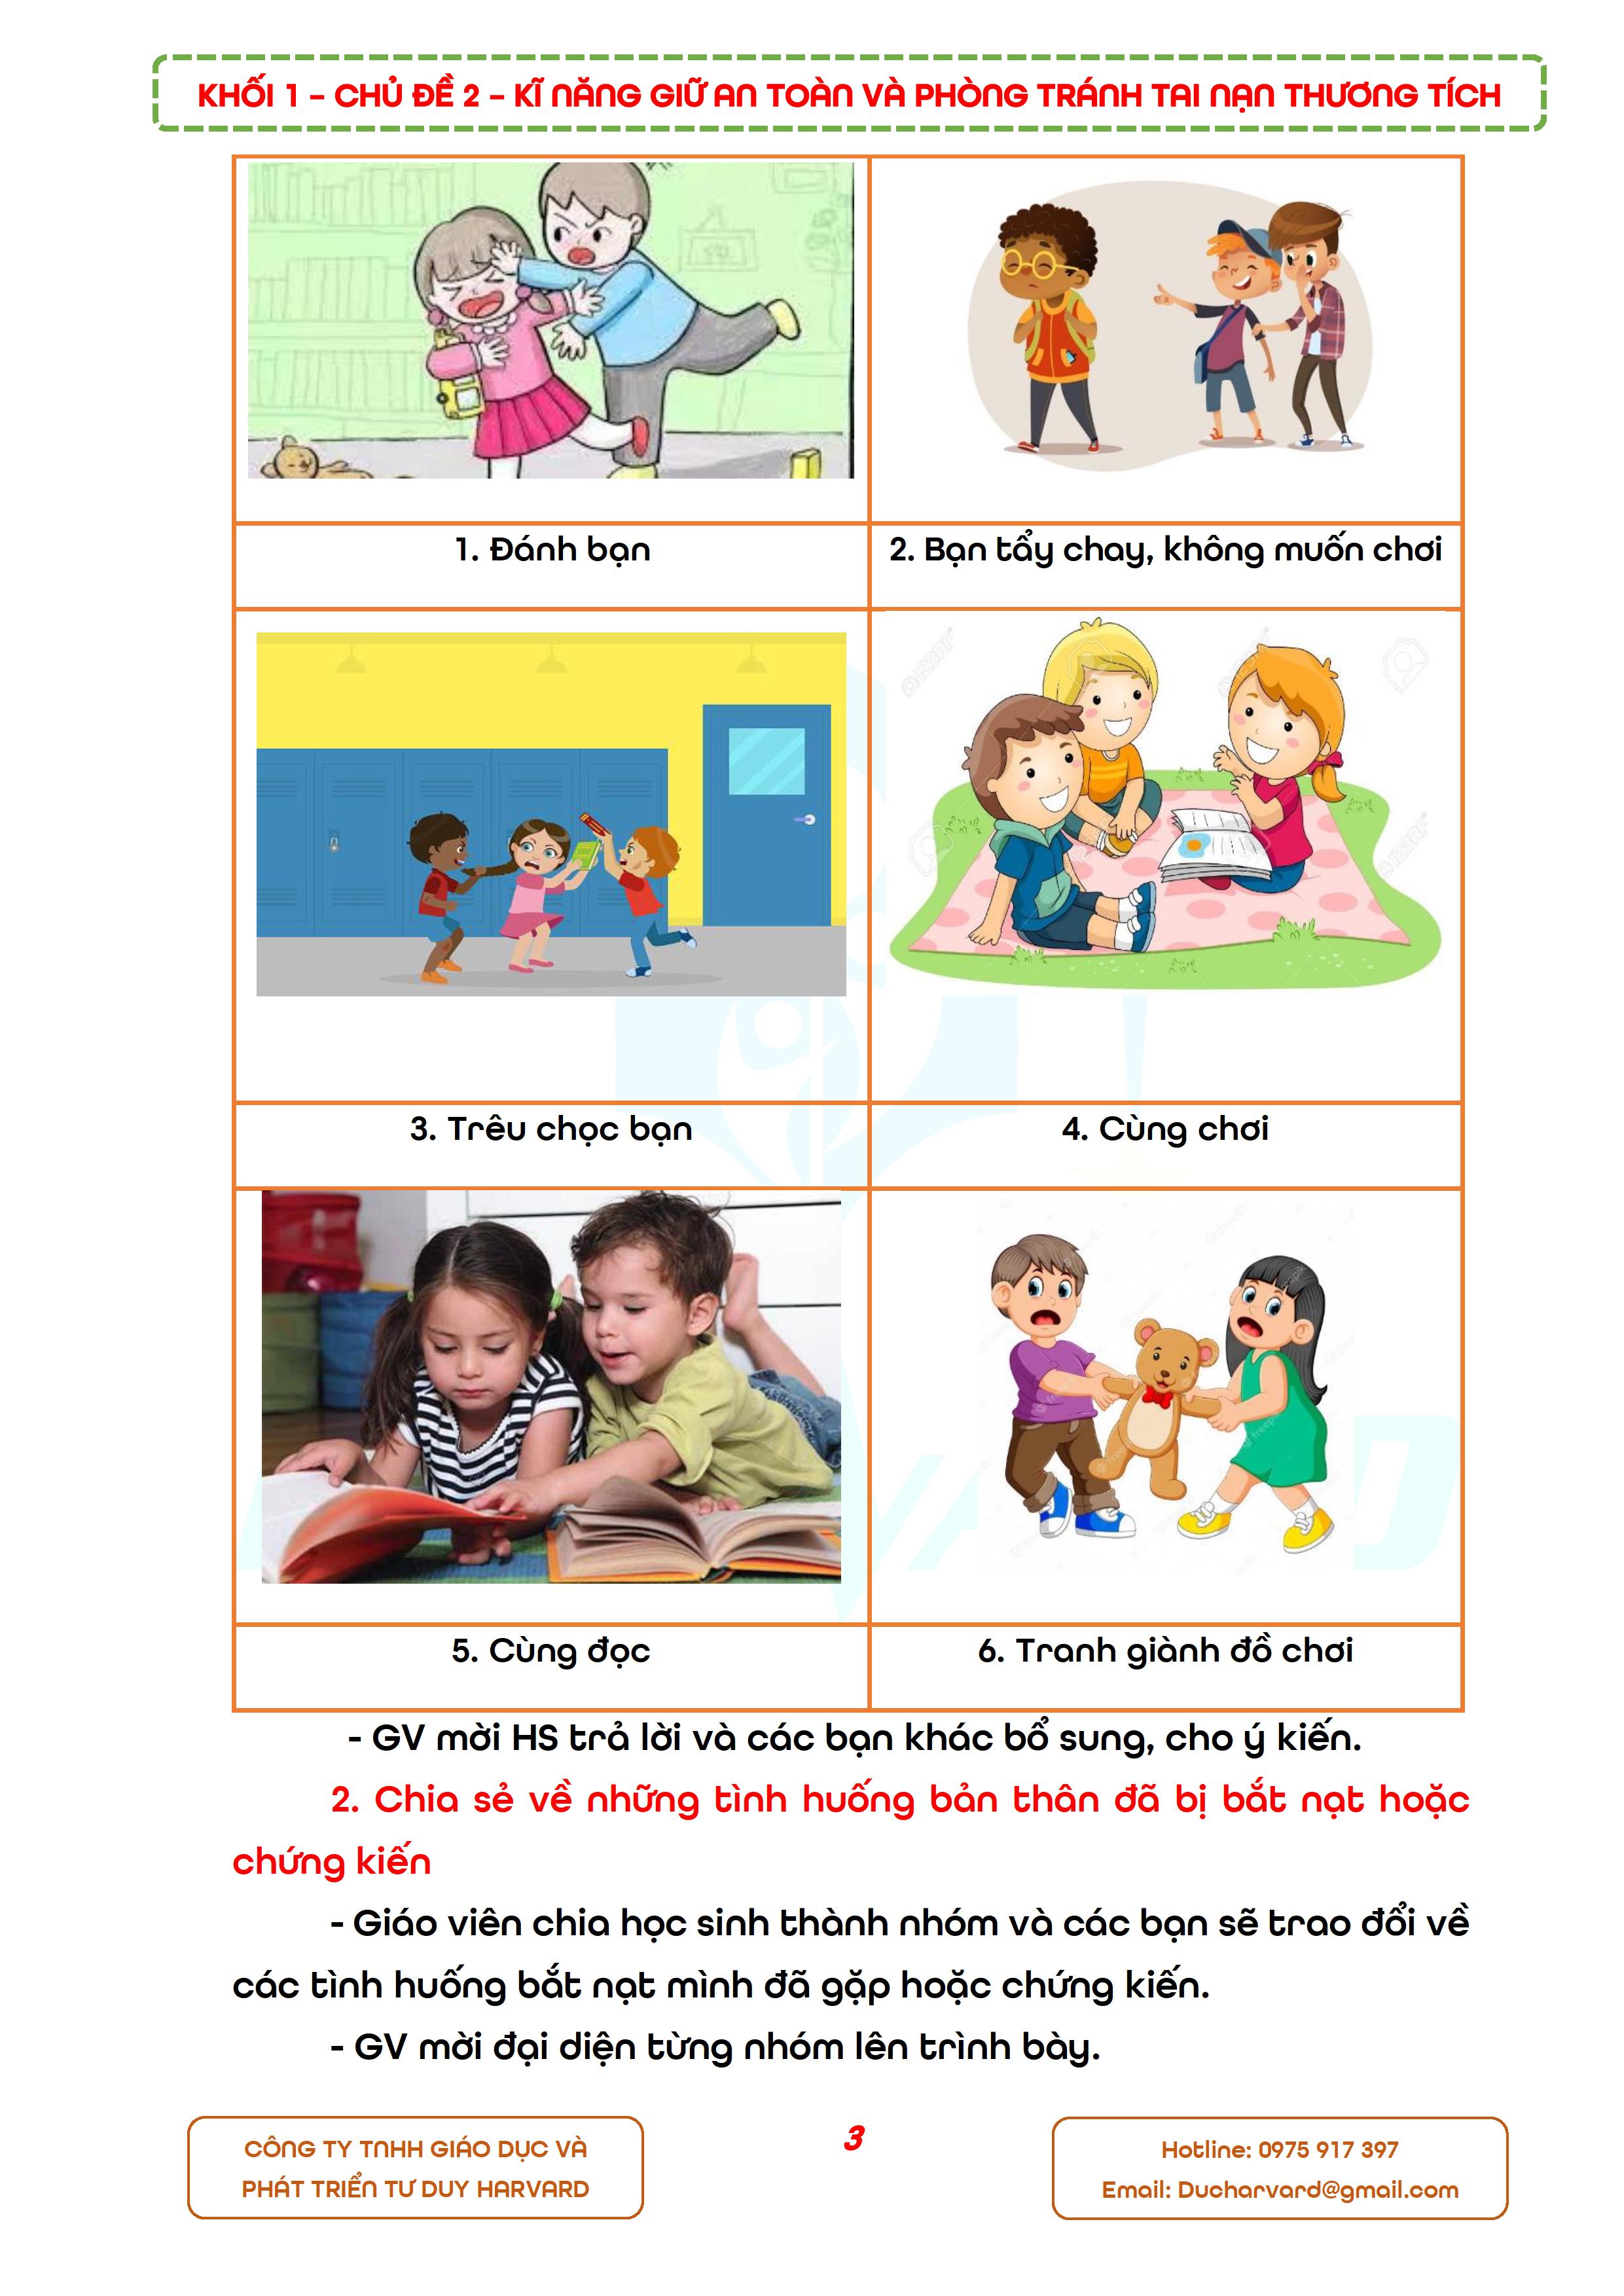 KHỐI 1 – CHỦ ĐỀ 2 – KĨ NĂNG GIỮ AN TOÀN VÀ PHÒNG TRÁNH TAI NẠN THƯƠNG TÍCH
1. Đánh bạn
2. Bạn tẩy chay, không muốn chơi
3. Trêu chọc bạn
4. Cùng chơi
5. Cùng đọc
6. Tranh giành đồ chơi
- GV mời HS trả lời và các bạn khác bổ sung, cho ý kiến.
2. Chia sẻ về những tình huống bản thân đã bị bắt nạt hoặc
chứng kiến
- Giáo viên chia học sinh thành nhóm và các bạn sẽ trao đổi về
các tình huống bắt nạt mình đã gặp hoặc chứng kiến.
- GV mời đại diện từng nhóm lên trình bày.
CÔNG TY TNHH GIÁO DỤC VÀ
PHÁT TRIỂN TƯ DUY HARVARD
3
Hotline: 0975 917 397
Email: Ducharvard@gmail.com